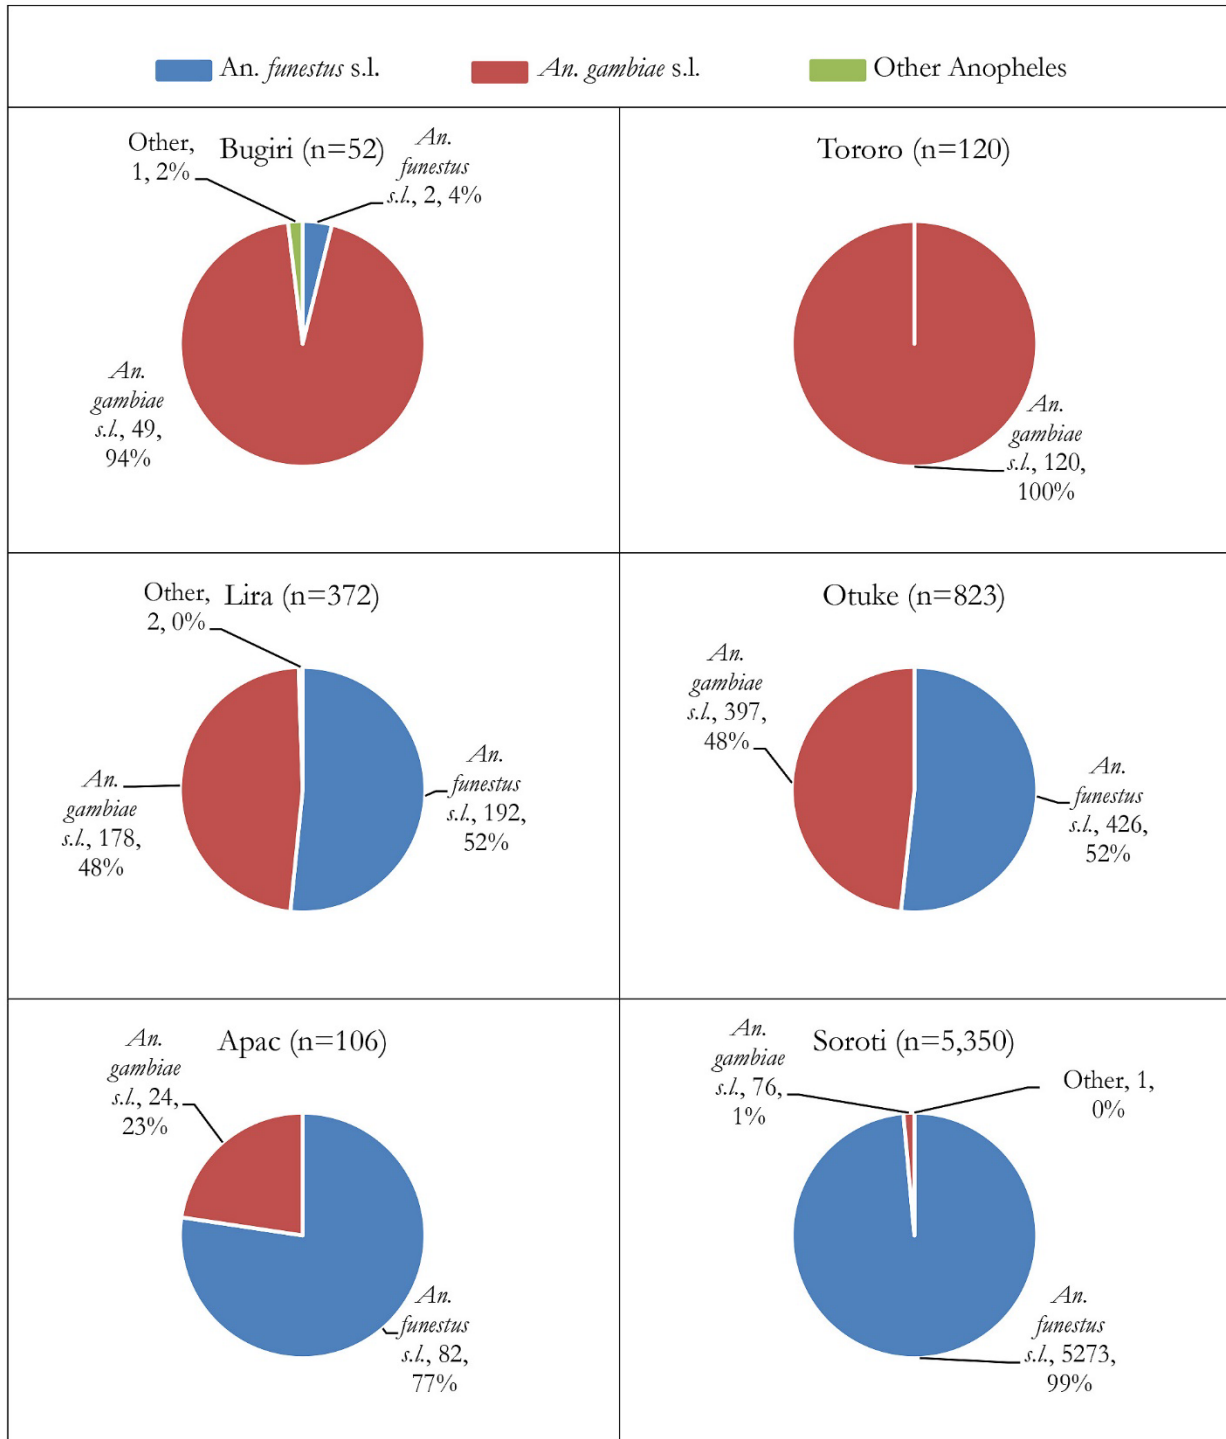 An. funestus s.l. An. gambiae s.l. Other Anopheles
Bugiri (n=52)
Other,
1, 2%
An.
funestus
s.l., 2, 4%
An.
gambiae
s.l., 49,
94%
Tororo (n=120)
An.
gambiae
s.l., 120,
100%
Lira (n=372)
Other,
2, 0%
An.
gambiae
s.l., 178,
48%
An.
funestus
s.l., 192,
52%
Otuke (n=823)
An.
gambiae
s.l., 397,
48%
An.
funestus
s.l., 426,
52%
Apac (n=106)
An.
gambiae
s.l., 24,
23%
An.
funestus
s.l., 82,
77%
Soroti (n=5,350)
An.
gambiae
s.l., 76,
1%
Other, 1,
0%
An.
funestus
s.l., 5273,
99%